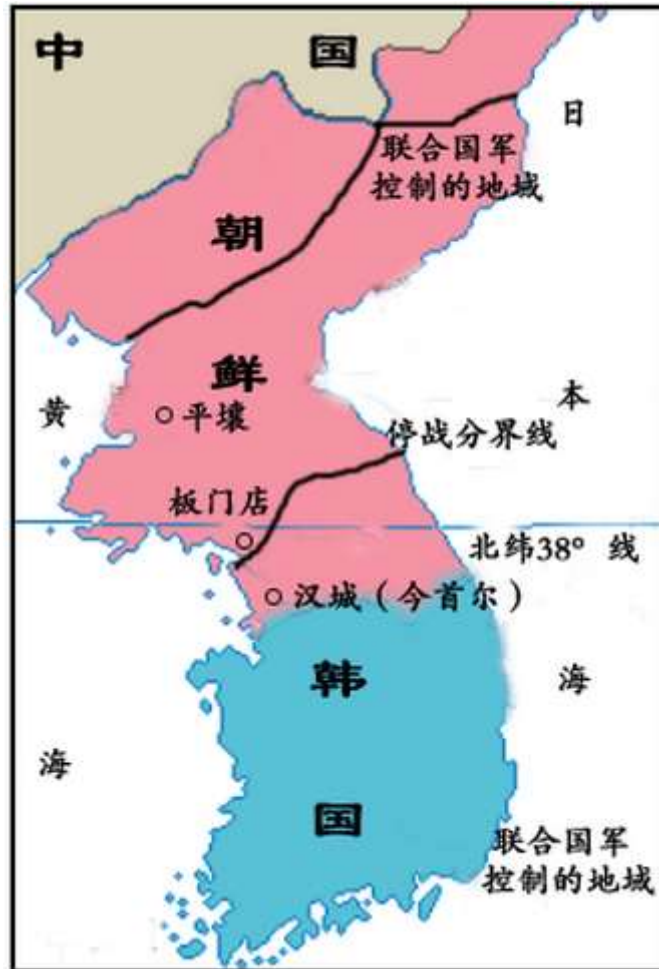 中 国
日
联合国军
控制的地域
朝
鲜
黄
平壤
本
停战分界线
板门店
北纬38°线
汉城（今首尔）
韩
海
海
国
联合国军
控制的地域